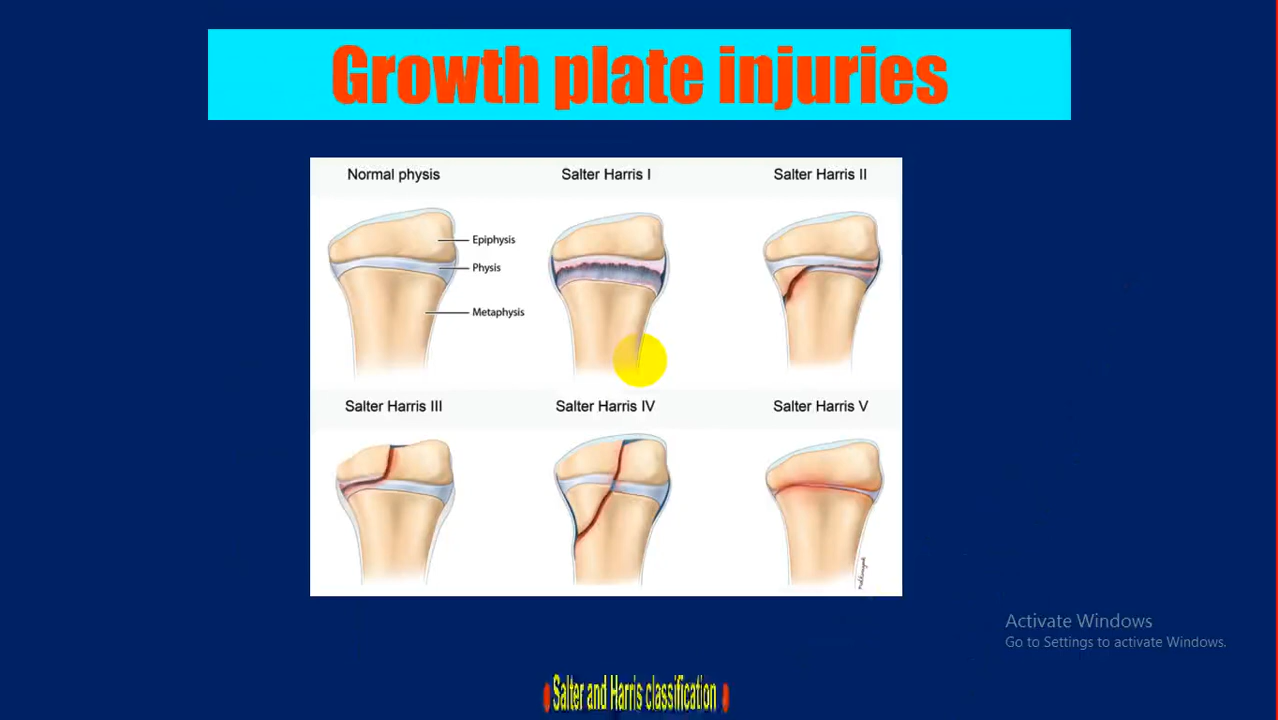 Growth plate injuries
Normal physis
Salter Harris I
Salter Harris II
Epiphysis
Physis
Metaphysis
Salter Harris III
Salter Harris IV
Salter Harris V
Activate Windows
Go to Settings to activate Windows.
Salter and Harris classification